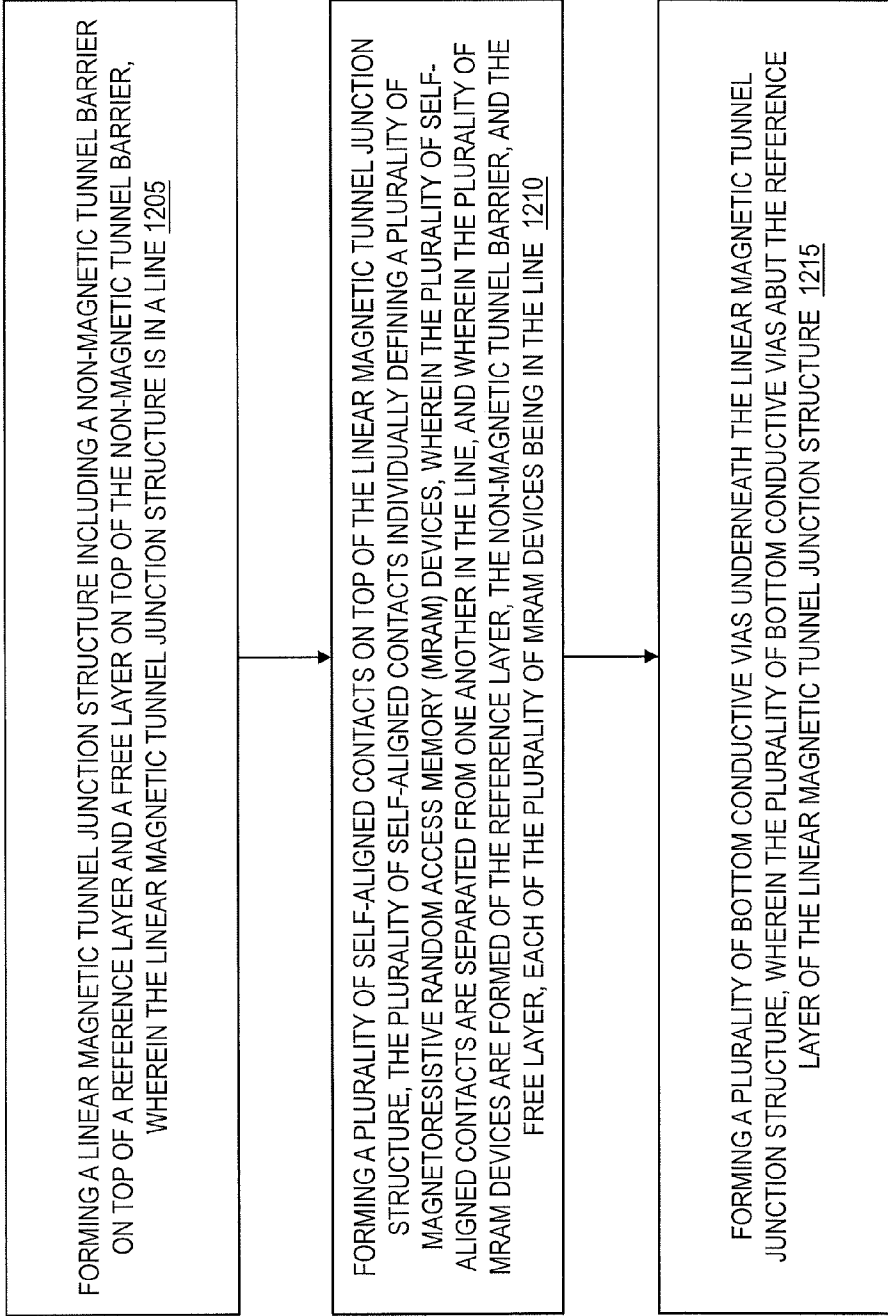 FORMING A LINEAR MAGNETIC TUNNEL JUNCTION STRUCTURE INCLUDING A NON-MAGNETIC TUNNEL BARRIER
ON TOP OF A REFERENCE LAYER AND A FREE LAYER ON TOP OF THE NON-MAGNETIC TUNNEL BARRIER,
WHEREIN THE LINEAR MAGNETIC TUNNEL JUNCTION STRUCTURE IS IN A LINE 1205
FORMING A PLURALITY OF SELF-ALIGNED CONTACTS ON TOP OF THE LINEAR MAGNETIC TUNNEL JUNCTION
STRUCTURE, THE PLURALITY OF SELF-ALIGNED CONTACTS INDIVIDUALLY DEFINING A PLURALITY OF
MAGNETORESISTIVE RANDOM ACCESS MEMORY (MRAM) DEVICES, WHEREIN THE PLURALITY OF SELF-
ALIGNED CONTACTS ARE SEPARATED FROM ONE ANOTHER IN THE LINE, AND WHEREIN THE PLURALITY OF
MRAM DEVICES ARE FORMED OF THE REFERENCE LAYER, THE NON-MAGNETIC TUNNEL BARRIER, AND THE
FREE LAYER, EACH OF THE PLURALITY OF MRAM DEVICES BEING IN THE LINE 1210
FORMING A PLURALITY OF BOTTOM CONDUCTIVE VIAS UNDERNEATH THE LINEAR MAGNETIC TUNNEL
JUNCTION STRUCTURE, WHEREIN THE PLURALITY OF BOTTOM CONDUCTIVE VIAS ABUT THE REFERENCE
LAYER OF THE LINEAR MAGNETIC TUNNEL JUNCTION STRUCTURE 1215